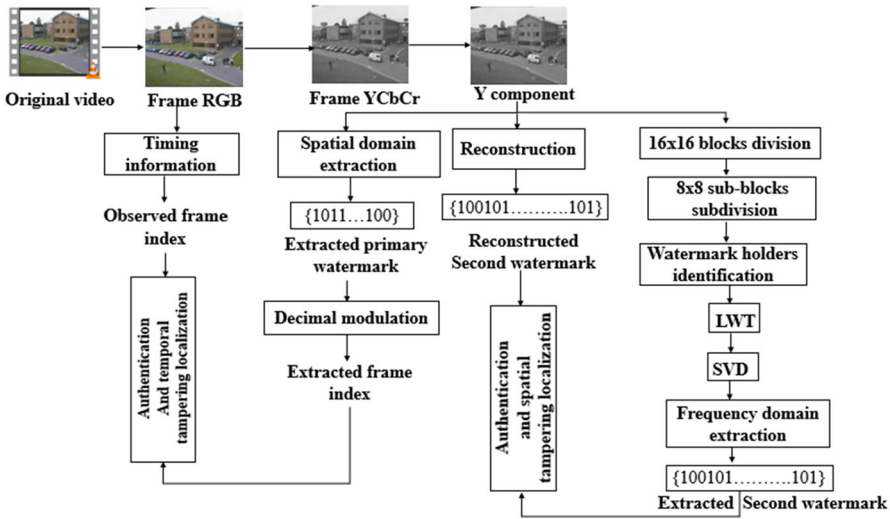 Original video
Frame RGB
Frame YCbCr
Y component
Timing
information
Observed frame
index
Authentication
And temporal
tampering localization
Spatial domain
extraction
{1011…100}
Extracted primary
watermark
Decimal modulation
Extracted frame
index
Reconstruction
{100101……….101}
Reconstructed
Second watermark
Authentication
and spatial
tampering localization
16x16 blocks division
8x8 sub-blocks
subdivision
Watermark holders
identification
LWT
SVD
Frequency domain
extraction
{100101……….101}
Extracted Second watermark